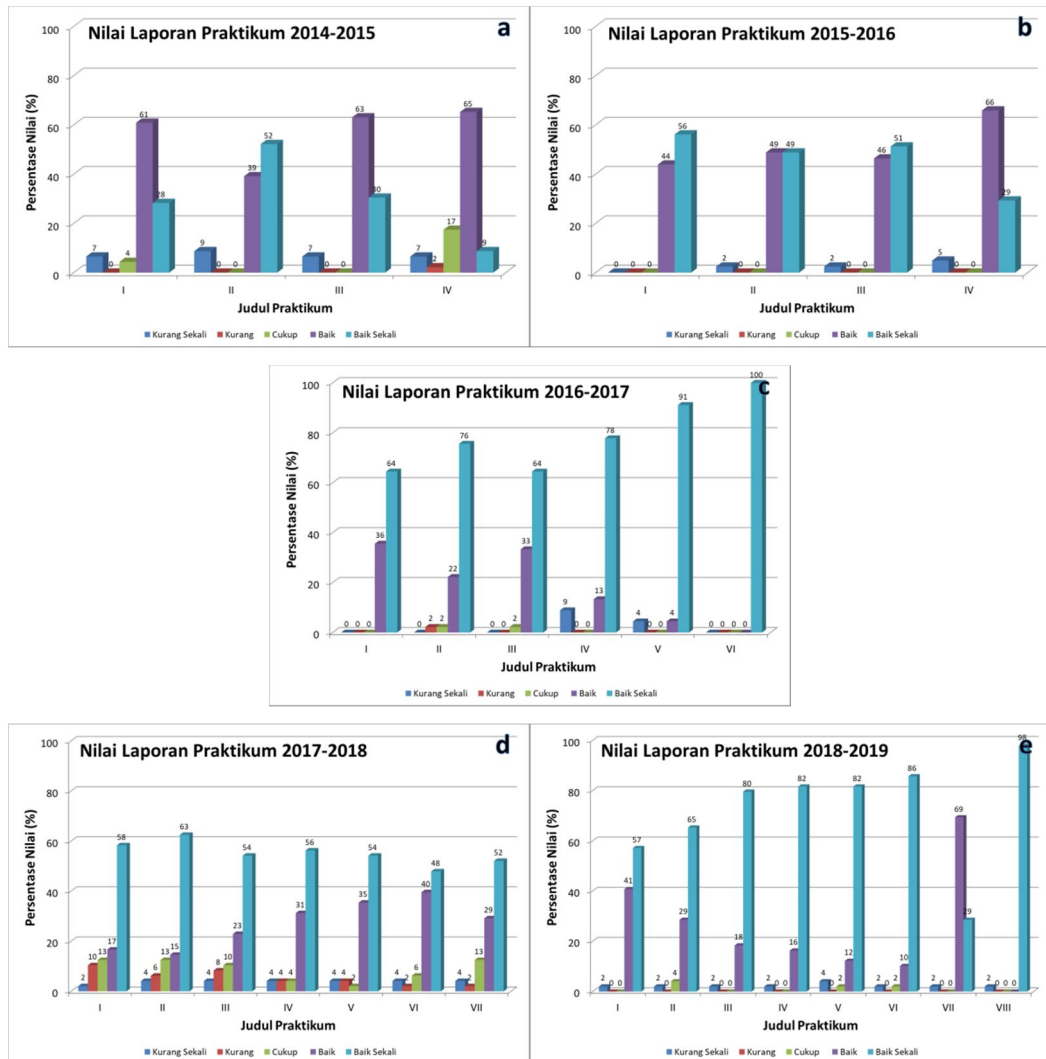 Nilai Laporan Praktikum 2014-2015
a
Persentase Nilai (%)
100
80
60
40
20
0
7 0 4 61 28
9 0 0 39 52
7 0 0 63 30
7 2 17 65 9
I II III IV
Judul Praktikum
Kurang Sekali Kurang Cukup Baik Baik Sekali
Nilai Laporan Praktikum 2015-2016
b
Persentase Nilai (%)
100
80
60
40
20
0
0 0 0 44 56
2 0 0 49 49
2 0 0 46 51
5 0 0 66 29
I II III IV
Judul Praktikum
Kurang Sekali Kurang Cukup Baik Baik Sekali
Nilai Laporan Praktikum 2016-2017
c
Persentase Nilai (%)
100
80
60
40
20
0
0 0 0 36 64
0 2 2 22 76
0 0 2 33 64
9 0 0 13 78
4 0 0 4 91
0 0 0 0 100
I II III IV V VI
Judul Praktikum
Kurang Sekali Kurang Cukup Baik Baik Sekali
Nilai Laporan Praktikum 2017-2018
d
Persentase Nilai (%)
100
80
60
40
20
0
2 10 13 17 58
4 6 13 15 63
4 8 10 23 54
4 4 4 31 56
4 4 2 35 54
4 2 6 40 48
4 2 13 29 52
I II III IV V VI VII
Judul Praktikum
Kurang Sekali Kurang Cukup Baik Baik Sekali
Nilai Laporan Praktikum 2018-2019
e
Persentase Nilai (%)
100
80
60
40
20
0
2 0 0 41 57
2 0 4 29 65
2 0 0 18 80
2 0 0 16 82
4 0 2 12 82
2 0 2 10 86
2 0 0 69 29
2 0 0 0 98
I II III IV V VI VII VIII
Judul Praktikum
Kurang Sekali Kurang Cukup Baik Baik Sekali